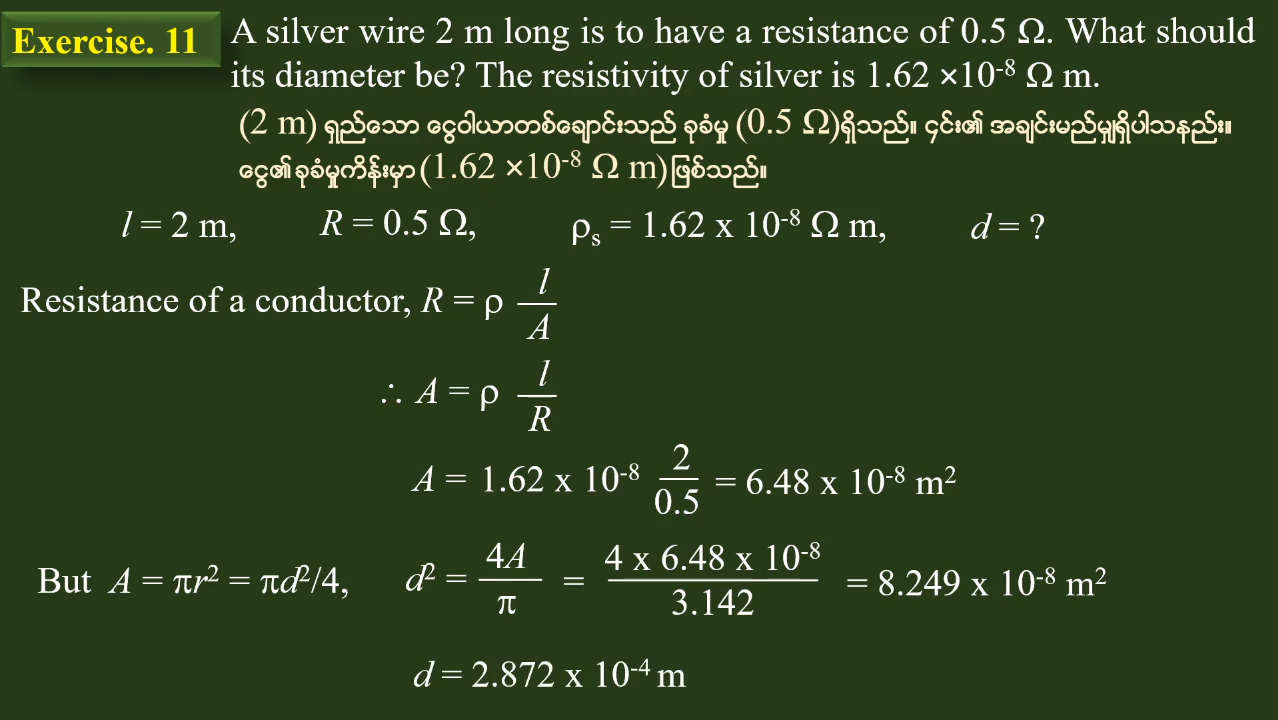 Exercise. 11
A silver wire 2 m long is to have a resistance of 0.5 Ω. What should
its diameter be? The resistivity of silver is 1.62 ×10⁻⁸ Ω m.
(2 m) ရှည်သော ငွေဝါယာတစ်ချောင်းသည် ခုခံမှု (0.5 Ω)ရှိသည်။ ၄င်း၏ အချင်းမည်မျှရှိပါသနည်း။
ငွေ၏ ခုခံမှုကိန်းမှာ (1.62 ×10⁻⁸ Ω m)ဖြစ်သည်။
l = 2 m, R = 0.5 Ω, ρₛ = 1.62 x 10⁻⁸ Ω m, d = ?
Resistance of a conductor, R = ρ l/A
∴ A = ρ l/R
A = 1.62 x 10⁻⁸ 2/0.5 = 6.48 x 10⁻⁸ m²
But A = πr² = πd²/4, d² = 4A/π = 4 x 6.48 x 10⁻⁸/3.142 = 8.249 x 10⁻⁸ m²
d = 2.872 x 10⁻⁴ m